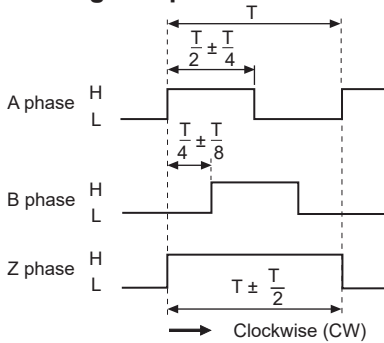 T
T/2 ± T/4
A phase H
L
T/4 ± T/8
B phase H
L
Z phase H
L
T ± T/2
Clockwise (CW)